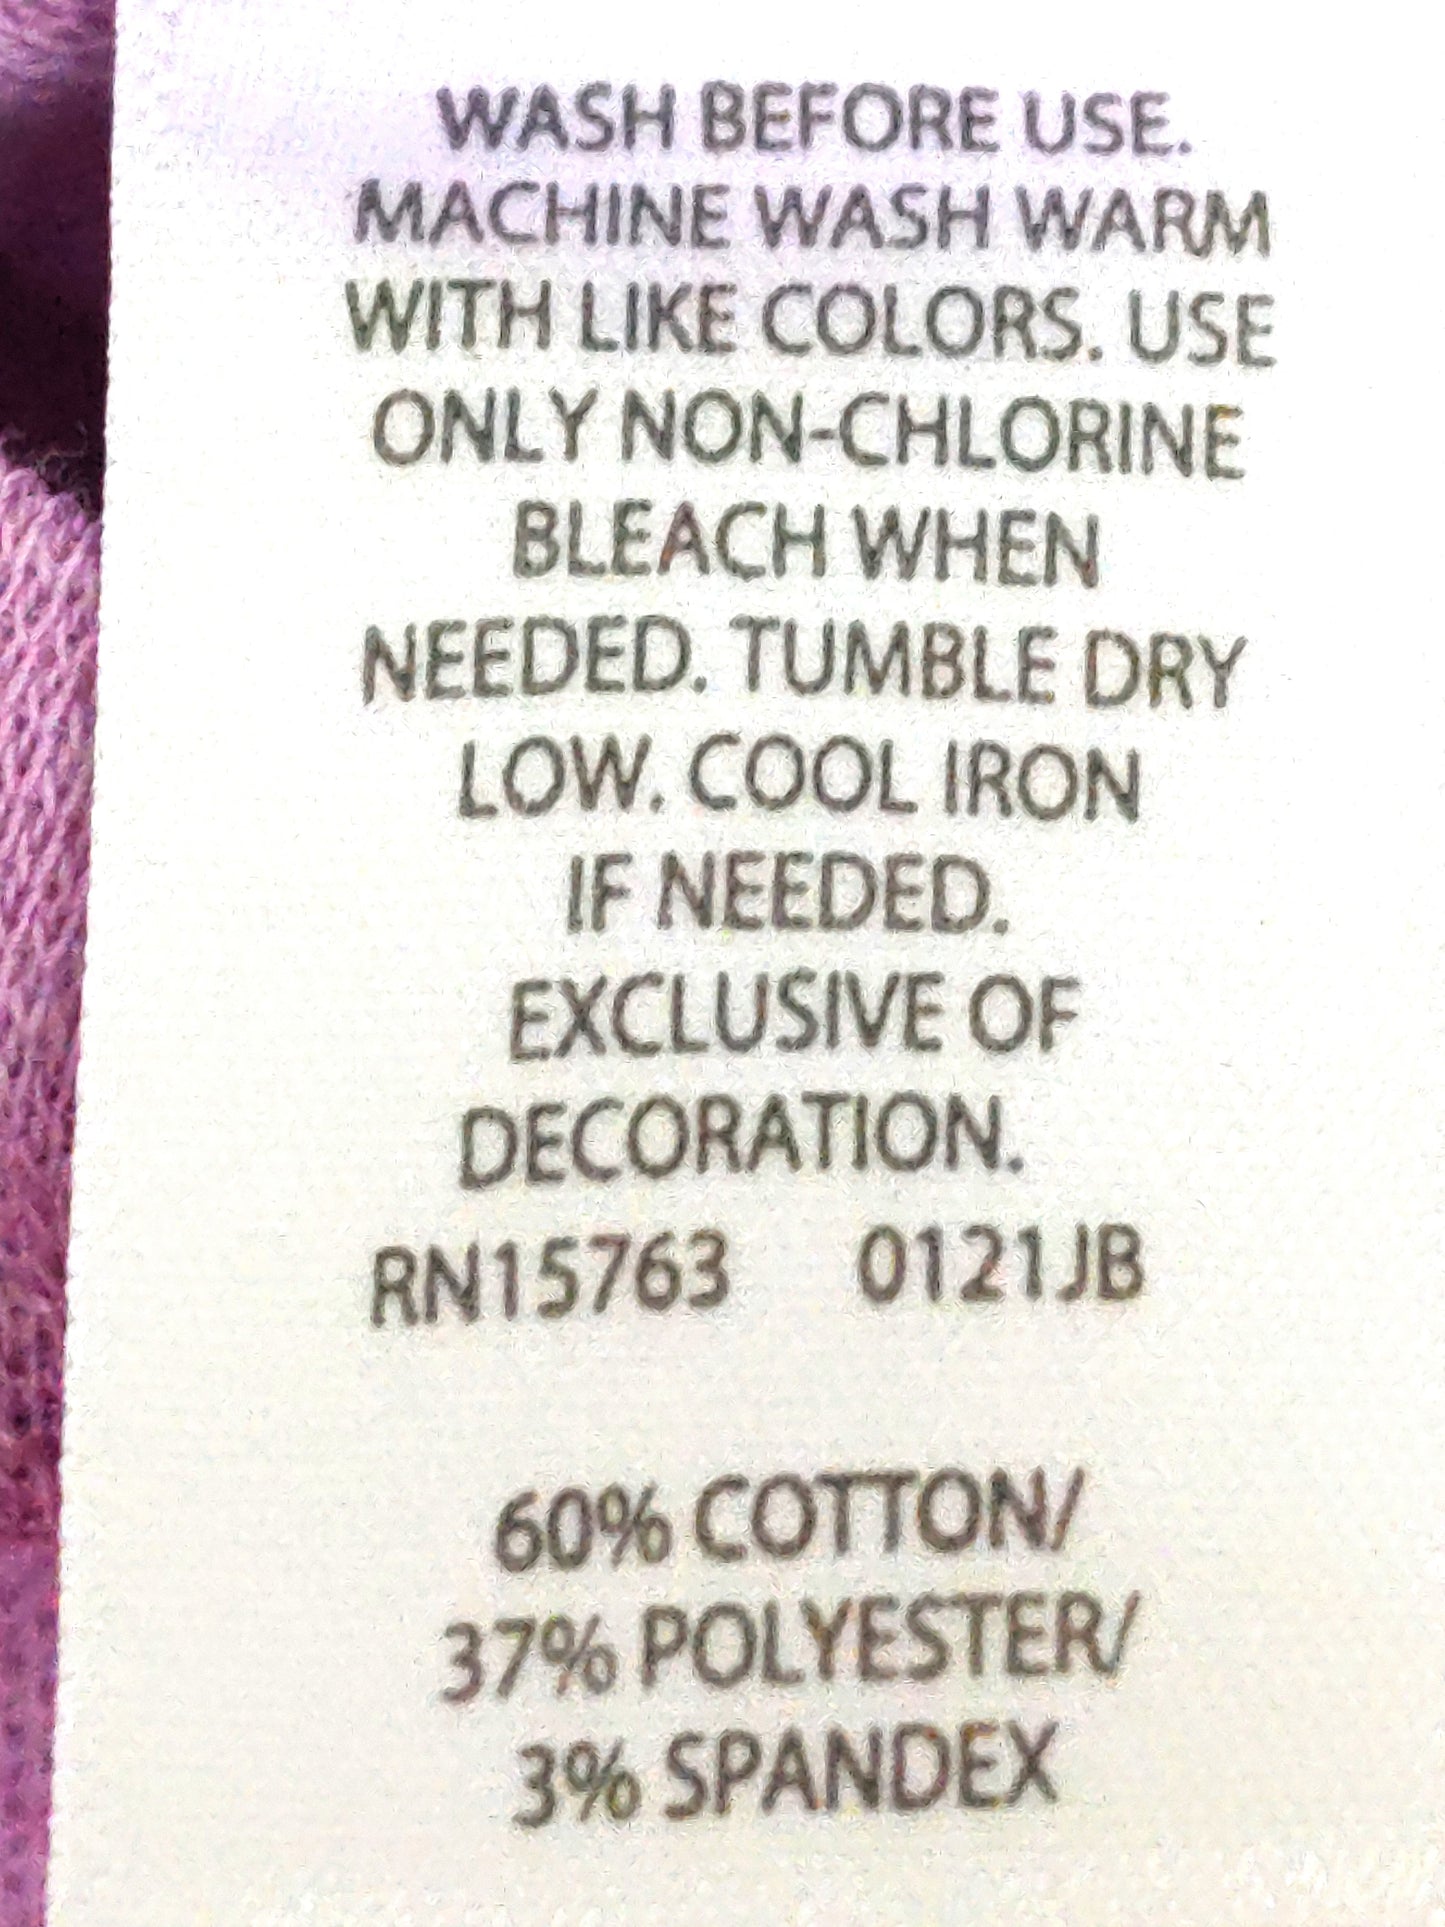 WASH BEFORE USE.
MACHINE WASH WARM
WITH LIKE COLORS. USE
ONLY NON-CHLORINE
BLEACH WHEN
NEEDED. TUMBLE DRY
LOW. COOL IRON
IF NEEDED.
EXCLUSIVE OF
DECORATION.
RN15763 0121JB
60% COTTON/
37% POLYESTER/
3% SPANDEX